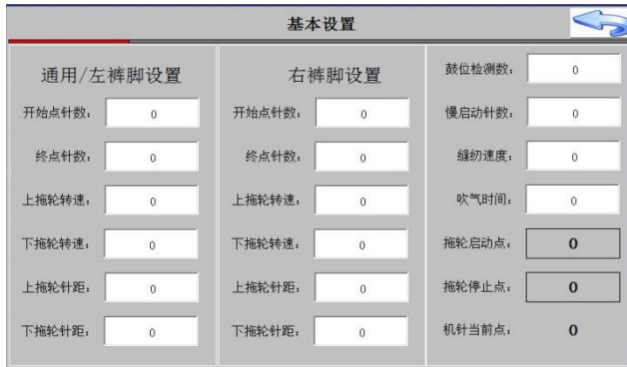 基本设置
通用/左裤脚设置
开始点针数: 0
终点针数: 0
上拖轮转速: 0
下拖轮转速: 0
上拖轮针距: 0
下拖轮针距: 0
右裤脚设置
开始点针数: 0
终点针数: 0
上拖轮转速: 0
下拖轮转速: 0
上拖轮针距: 0
下拖轮针距: 0
鼓位检测数: 0
慢启动针数: 0
缝纫速度: 0
吹气时间: 0
拖轮启动点: 0
拖轮停止点: 0
机针当前点: 0